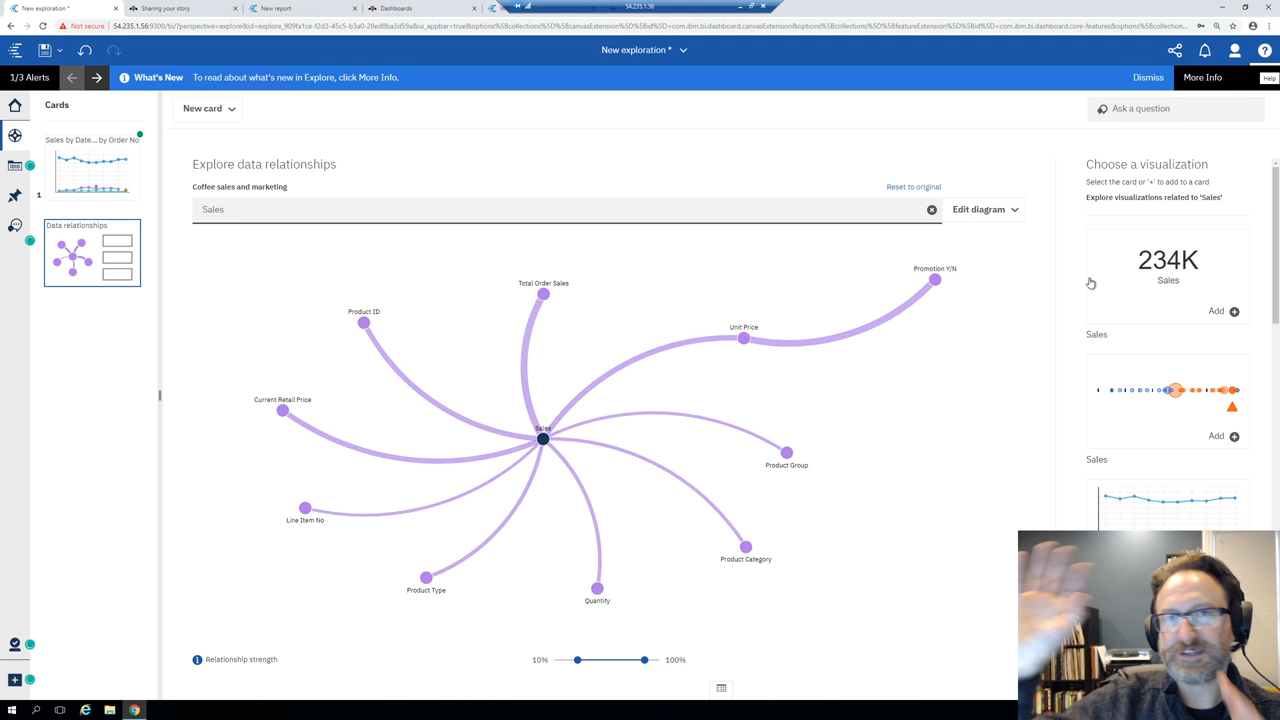 New exploration *
Sharing your story
New report
Dashboards
54.235.1.56
Not secure
New exploration *
1/3 Alerts
What's New
To read about what's new in Explore, click More Info.
Dismiss
More Info
Help
Cards
New card
Ask a question
Sales by Date... by Order No
1
Data relationships
Explore data relationships
Coffee sales and marketing
Reset to original
Sales
Edit diagram
Choose a visualization
Select the card or '+' to add to a card
Explore visualizations related to 'Sales'
234K
Sales
Add
Sales
Add
Sales
Promotion Y/N
Total Order Sales
Product ID
Unit Price
Current Retail Price
Sales
Product Group
Line Item No
Product Category
Product Type
Quantity
Relationship strength
10%
100%